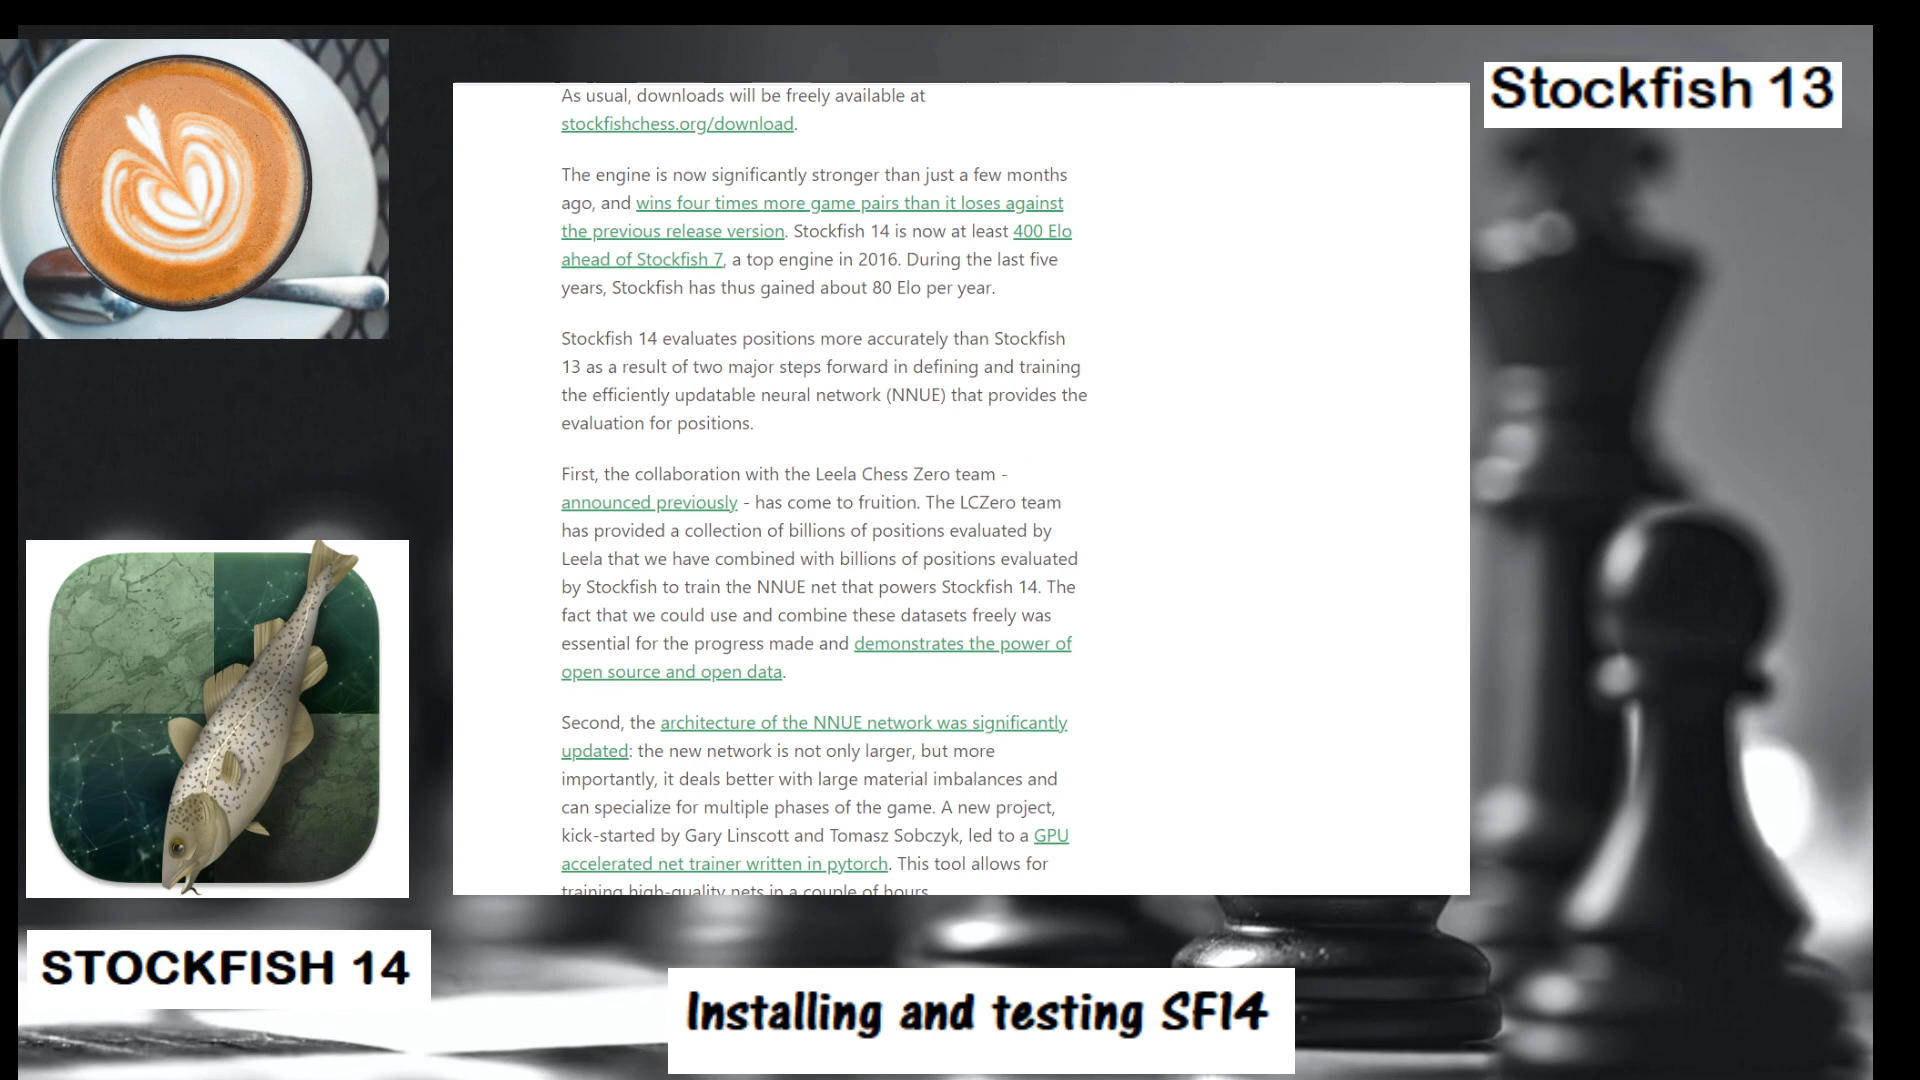 Stockfish 13
As usual, downloads will be freely available at
stockfishchess.org/download.
The engine is now significantly stronger than just a few months
ago, and wins four times more game pairs than it loses against
the previous release version. Stockfish 14 is now at least 400 Elo
ahead of Stockfish 7, a top engine in 2016. During the last five
years, Stockfish has thus gained about 80 Elo per year.
Stockfish 14 evaluates positions more accurately than Stockfish
13 as a result of two major steps forward in defining and training
the efficiently updatable neural network (NNUE) that provides the
evaluation for positions.
First, the collaboration with the Leela Chess Zero team -
announced previously - has come to fruition. The LCZero team
has provided a collection of billions of positions evaluated by
Leela that we have combined with billions of positions evaluated
by Stockfish to train the NNUE net that powers Stockfish 14. The
fact that we could use and combine these datasets freely was
essential for the progress made and demonstrates the power of
open source and open data.
Second, the architecture of the NNUE network was significantly
updated: the new network is not only larger, but more
importantly, it deals better with large material imbalances and
can specialize for multiple phases of the game. A new project,
kick-started by Gary Linscott and Tomasz Sobczyk, led to a GPU
accelerated net trainer written in pytorch. This tool allows for
training high-quality nets in a couple of hours.
STOCKFISH 14
Installing and testing SF14